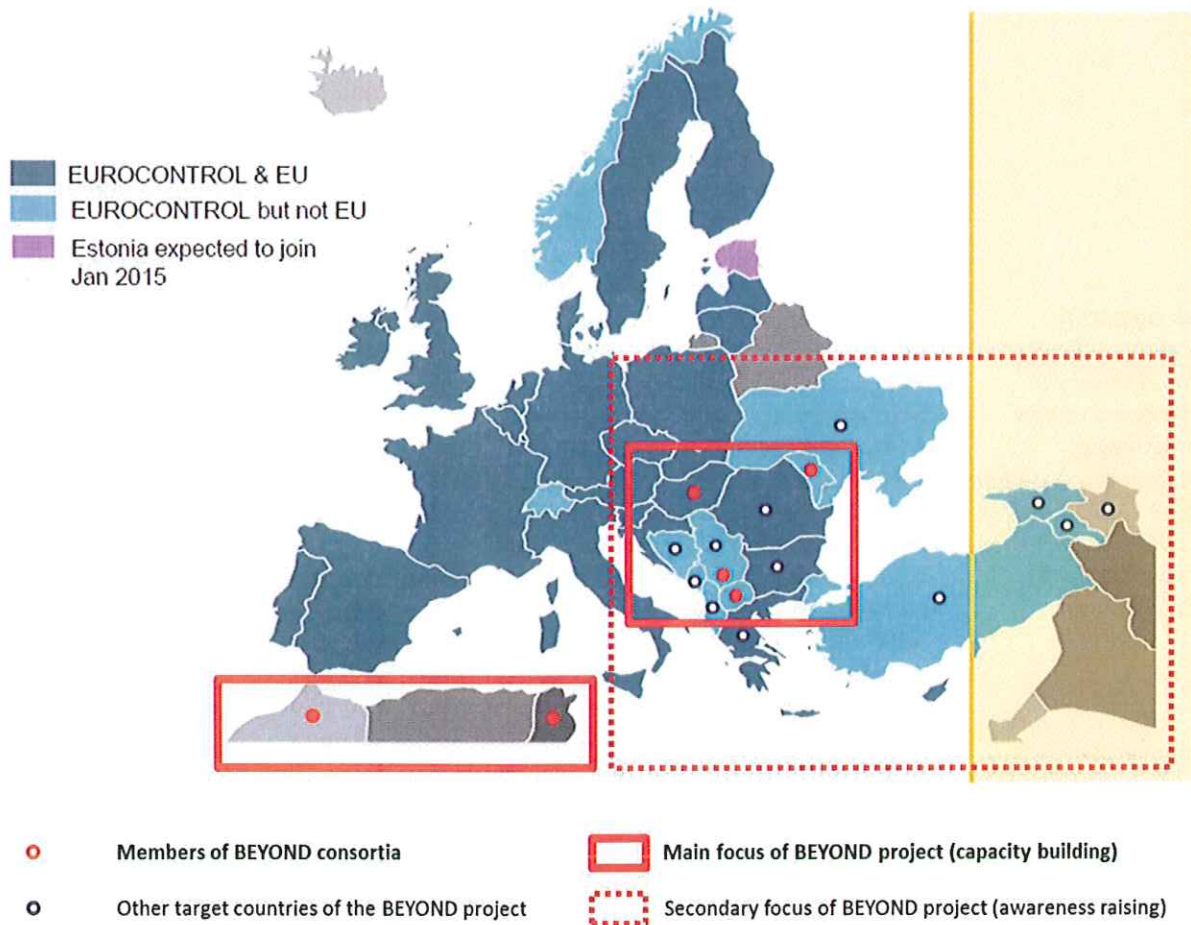 EUROCONTROL & EU
EUROCONTROL but not EU
Estonia expected to join
Jan 2015
Members of BEYOND consortia
Main focus of BEYOND project (capacity building)
Other target countries of the BEYOND project
Secondary focus of BEYOND project (awareness raising)